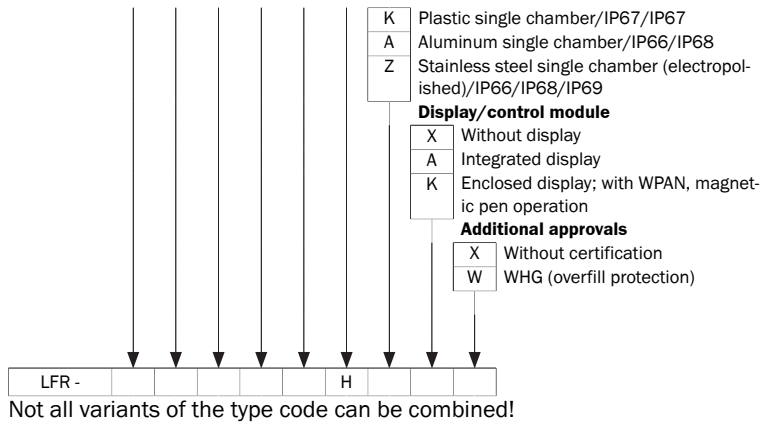 K Plastic single chamber/IP67/IP67
A Aluminum single chamber/IP66/IP68
Z Stainless steel single chamber (electropol-
ished)/IP66/IP68/IP69
Display/control module
X Without display
A Integrated display
K Enclosed display; with WPAN, magnet-
ic pen operation
Additional approvals
X Without certification
W WHG (overfill protection)
LFR - H
Not all variants of the type code can be combined!